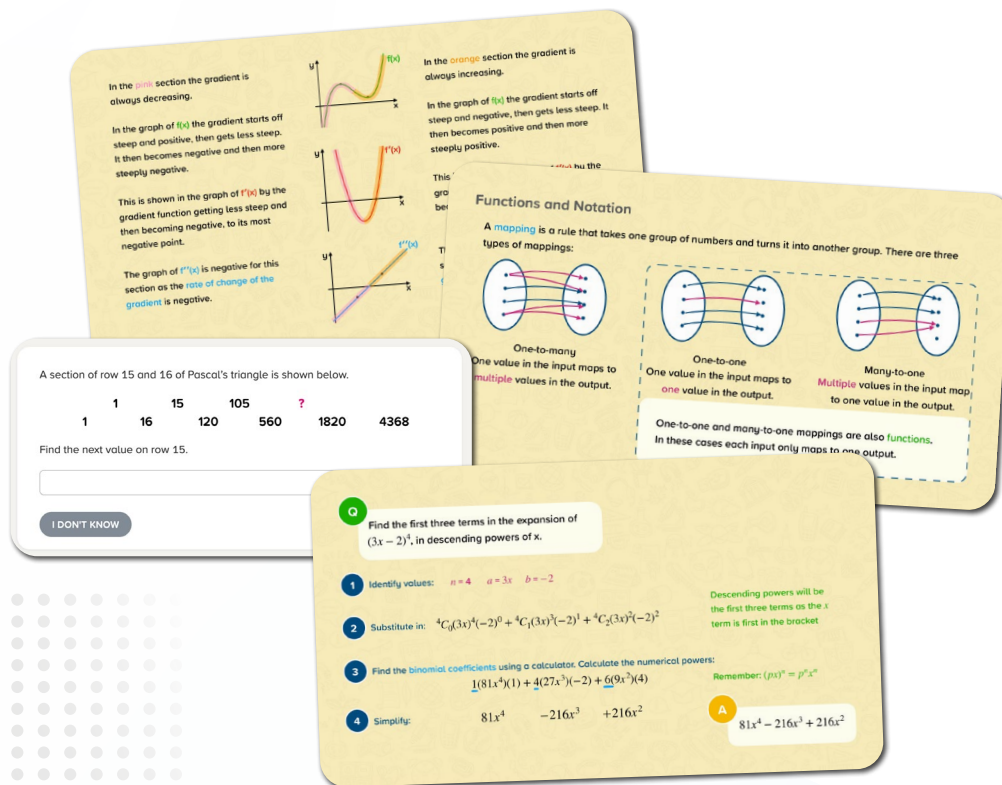 In the pink section the gradient is
always decreasing.
In the graph of f(x) the gradient starts off
steep and positive, then gets less steep.
It then becomes negative and then more
steeply negative.
This is shown in the graph of f'(x) by the
gradient function getting less steep and
then becoming negative, to its most
negative point.
The graph of f''(x) is negative for this
section as the rate of change of the
gradient is negative.
y
f(x)
x
y
f'(x)
x
y
f''(x)
x
In the orange section the gradient is
always increasing.
In the graph of f(x) the gradient starts off
steep and negative, then gets less steep. It
then becomes positive and then more
steeply positive.
This
by the
Functions and Notation
A mapping is a rule that takes one group of numbers and turns it into another group. There are three
types of mappings:
One-to-many
One value in the input maps to
multiple values in the output.
One-to-one
One value in the input maps to
one value in the output.
Many-to-one
Multiple values in the input map
to one value in the output.
One-to-one and many-to-one mappings are also functions.
In these cases each input only maps to one output.
A section of row 15 and 16 of Pascal's triangle is shown below.
1 15 105 ?
1 16 120 560 1820 4368
Find the next value on row 15.
I DON'T KNOW
Q
Find the first three terms in the expansion of
(3x − 2)⁴, in descending powers of x.
1 Identify values: n = 4 a = 3x b = −2
2 Substitute in: ⁴C₀(3x)⁴(−2)⁰ + ⁴C₁(3x)³(−2)¹ + ⁴C₂(3x)²(−2)²
Descending powers will be
the first three terms as the x
term is first in the bracket
3 Find the binomial coefficients using a calculator. Calculate the numerical powers:
1(81x⁴)(1) + 4(27x³)(−2) + 6(9x²)(4)
Remember: (px)ⁿ = pⁿxⁿ
4 Simplify: 81x⁴ −216x³ +216x²
A
81x⁴ − 216x³ + 216x²